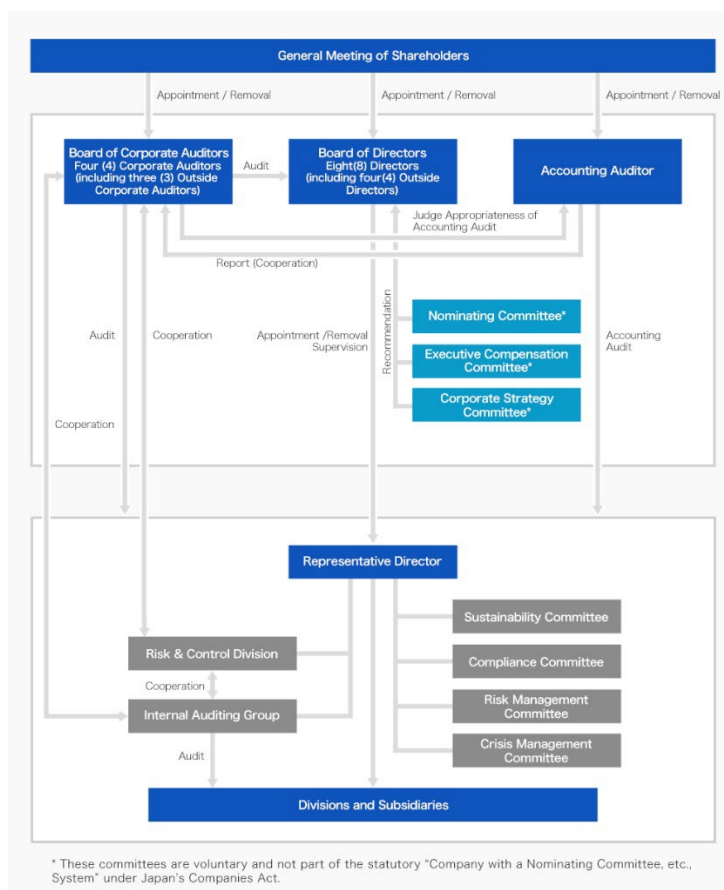 General Meeting of Shareholders
Appointment / Removal
Appointment / Removal
Appointment / Removal
Board of Corporate Auditors
Four (4) Corporate Auditors
(including three (3) Outside
Corporate Auditors)
Audit
Board of Directors
Eight(8) Directors
(including four(4) Outside
Directors)
Accounting Auditor
Judge Appropriateness of
Accounting Audit
Report (Cooperation)
Recommendation
Nominating Committee*
Audit
Cooperation
Appointment /Removal
Supervision
Executive Compensation
Committee*
Accounting
Audit
Corporate Strategy
Committee*
Cooperation
Representative Director
Sustainability Committee
Risk & Control Division
Compliance Committee
Cooperation
Internal Auditing Group
Risk Management
Committee
Audit
Crisis Management
Committee
Divisions and Subsidiaries
* These committees are voluntary and not part of the statutory "Company with a Nominating Committee, etc.,
System" under Japan's Companies Act.